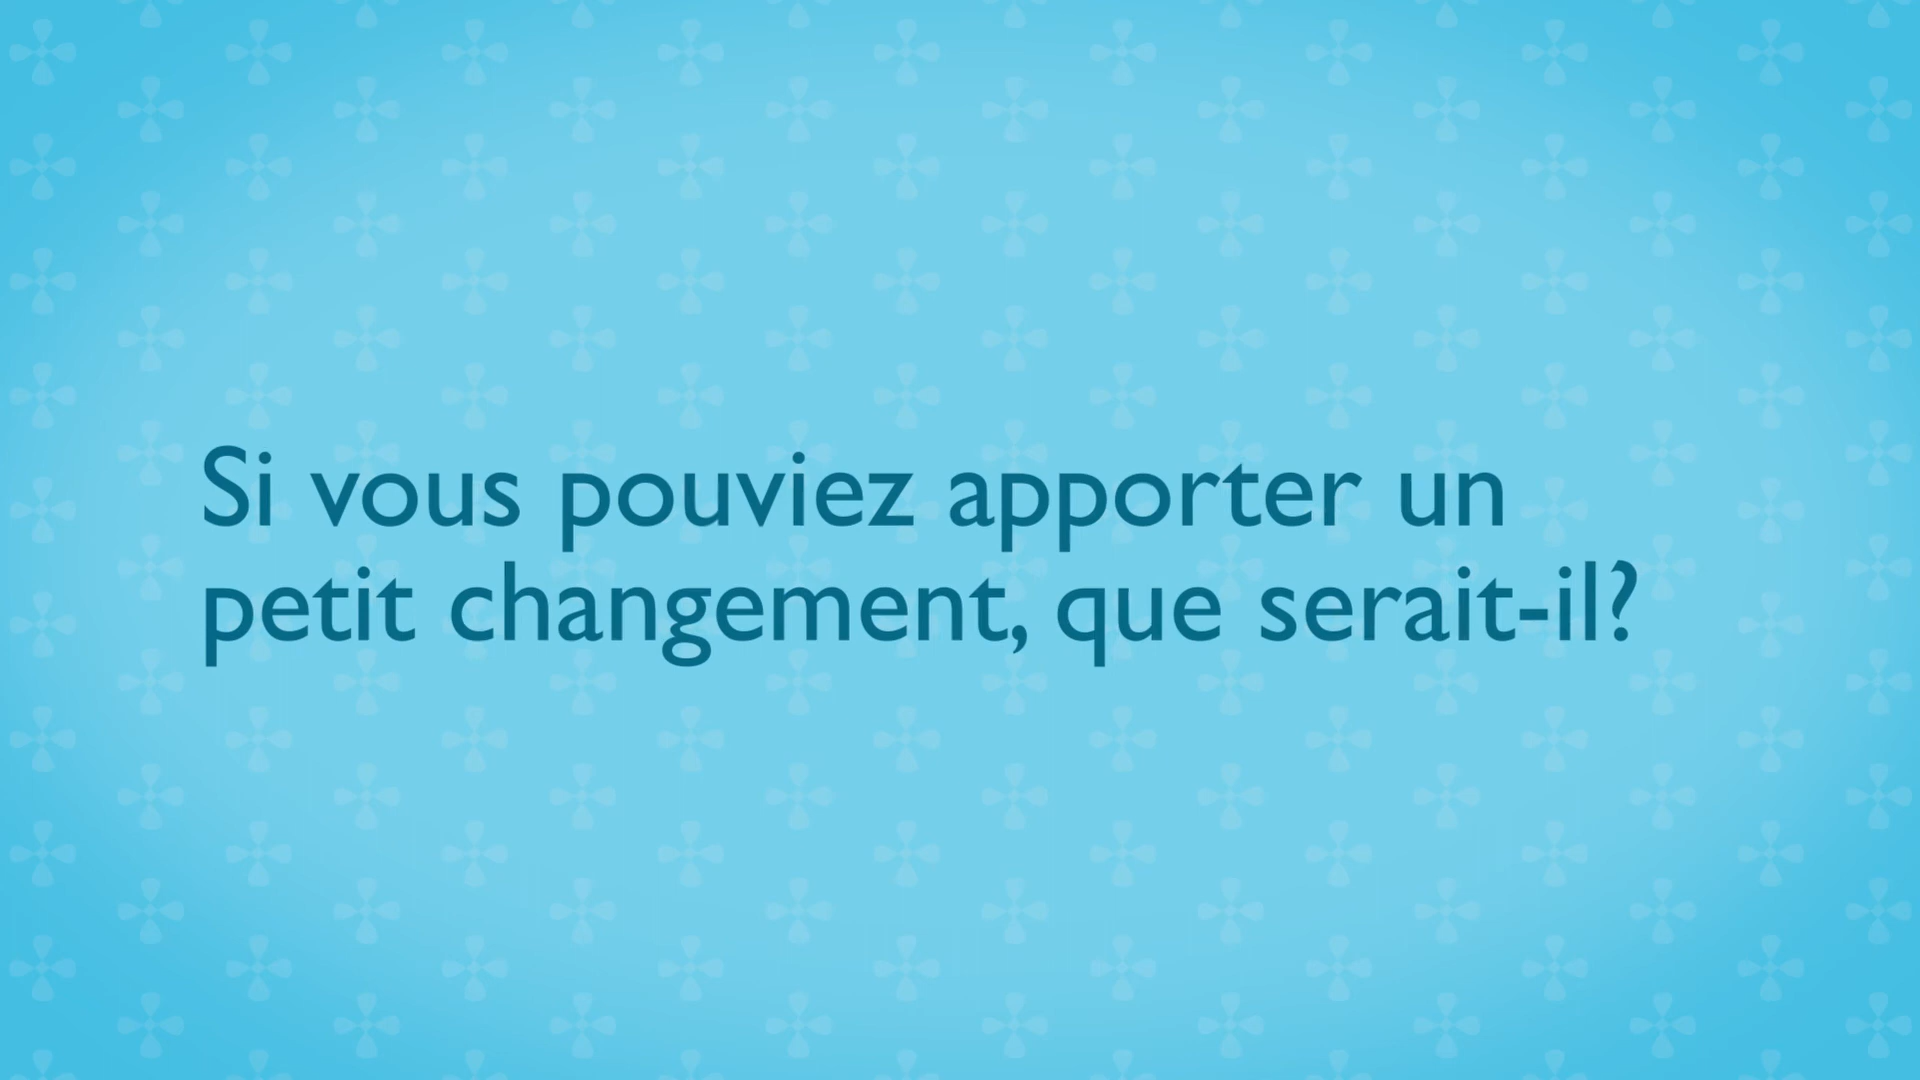 Si vous pouviez apporter un
petit changement, que serait-il?